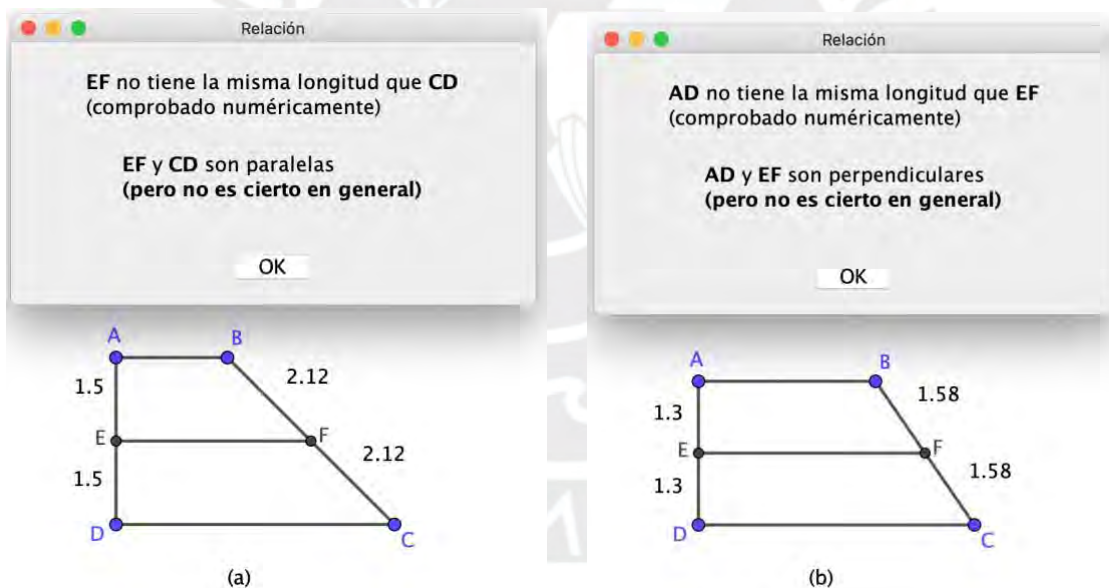 Relación
EF no tiene la misma longitud que CD
(comprobado numéricamente)
EF y CD son paralelas
(pero no es cierto en general)
OK
A
B
1.5
2.12
E
F
1.5
2.12
D
C
(a)
Relación
AD no tiene la misma longitud que EF
(comprobado numéricamente)
AD y EF son perpendiculares
(pero no es cierto en general)
OK
A
B
1.3
1.58
E
F
1.3
1.58
D
C
(b)